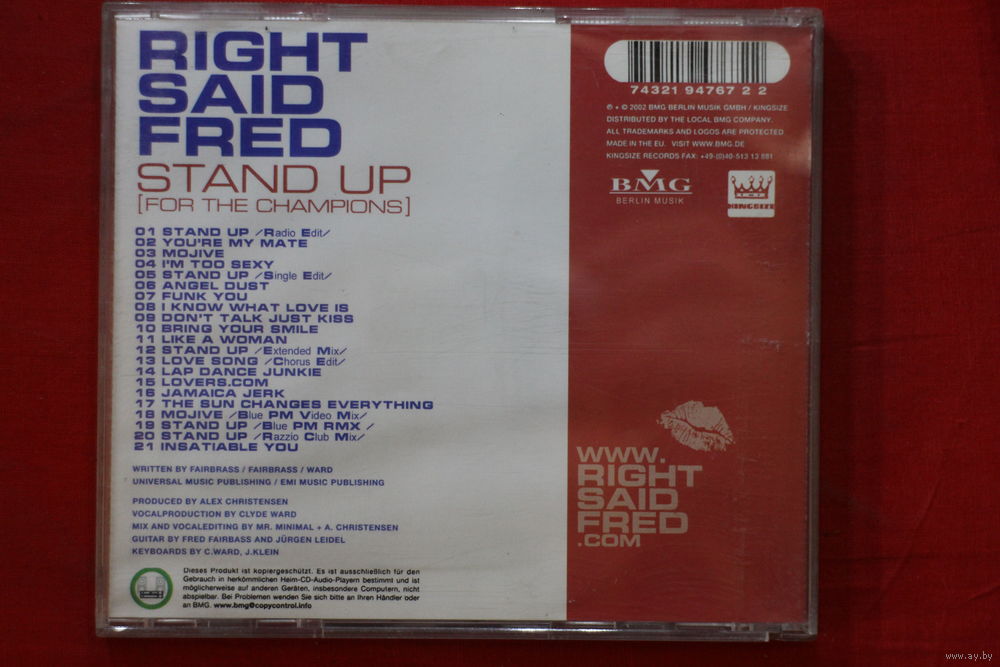 RIGHT
SAID
FRED
STAND UP
[FOR THE CHAMPIONS]
01 STAND UP /Radio Edit/
02 YOU'RE MY MATE
03 MOJIVE
04 I'M TOO SEXY
05 STAND UP /Single Edit/
06 ANGEL DUST
07 FUNK YOU
08 I KNOW WHAT LOVE IS
09 DON'T TALK JUST KISS
10 BRING YOUR SMILE
11 LIKE A WOMAN
12 STAND UP /Extended Mix/
13 LOVE SONG /Chorus Edit/
14 LAP DANCE JUNKIE
15 LOVERS.COM
16 JAMAICA JERK
17 THE SUN CHANGES EVERYTHING
18 MOJIVE /Blue PM Video Mix/
19 STAND UP /Blue PM RMX /
20 STAND UP /Razzio Club Mix/
21 INSATIABLE YOU
WRITTEN BY FAIRBRASS / FAIRBRASS / WARD
UNIVERSAL MUSIC PUBLISHING / EMI MUSIC PUBLISHING
PRODUCED BY ALEX CHRISTENSEN
VOCALPRODUCTION BY CLYDE WARD
MIX AND VOCALEDITING BY MR. MINIMAL + A. CHRISTENSEN
GUITAR BY FRED FAIRBASS AND JÜRGEN LEIDEL
KEYBOARDS BY C.WARD, J.KLEIN
Dieses Produkt ist kopiergeschützt. Es ist ausschließlich für den
Gebrauch in herkömmlichen Heim-CD-Audio-Playern bestimmt und ist
möglicherweise auf anderen Geräten, insbesondere Computern, nicht
abspielbar. Bei Problemen wenden Sie sich bitte an Ihren Händler oder
an BMG. www.bmg@copycontrol.info
74321 94767 2 2
℗ + © 2002 BMG BERLIN MUSIK GMBH / KINGSIZE
DISTRIBUTED BY THE LOCAL BMG COMPANY.
ALL TRADEMARKS AND LOGOS ARE PROTECTED
MADE IN THE EU. VISIT WWW.BMG.DE
KINGSIZE RECORDS FAX: +49-(0)40-513 13 881
BMG
BERLIN MUSIK
KINGSIZE
WWW.
RIGHT
SAID
FRED
.COM
www.ay.by